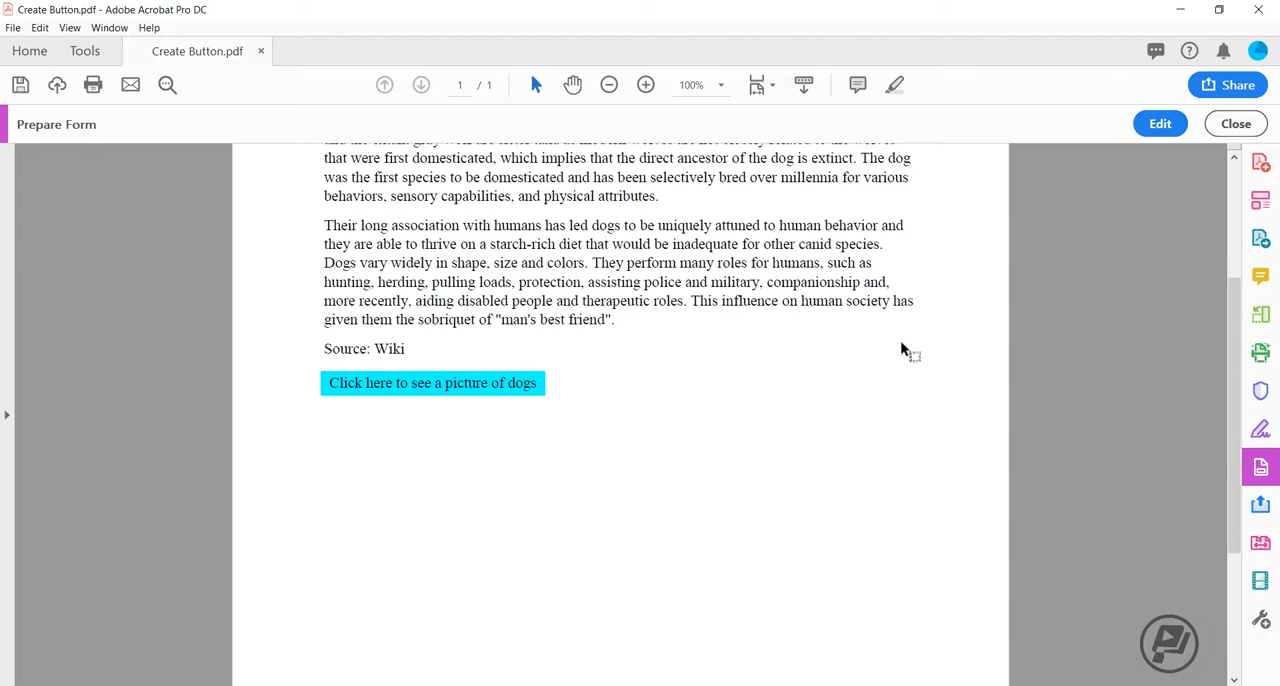 Create Button.pdf - Adobe Acrobat Pro DC
File Edit View Window Help
Home Tools Create Button.pdf ×
1 / 1 100% Share
Prepare Form Edit Close
that were first domesticated, which implies that the direct ancestor of the dog is extinct. The dog
was the first species to be domesticated and has been selectively bred over millennia for various
behaviors, sensory capabilities, and physical attributes.
Their long association with humans has led dogs to be uniquely attuned to human behavior and
they are able to thrive on a starch-rich diet that would be inadequate for other canid species.
Dogs vary widely in shape, size and colors. They perform many roles for humans, such as
hunting, herding, pulling loads, protection, assisting police and military, companionship and,
more recently, aiding disabled people and therapeutic roles. This influence on human society has
given them the sobriquet of "man's best friend".
Source: Wiki
Click here to see a picture of dogs